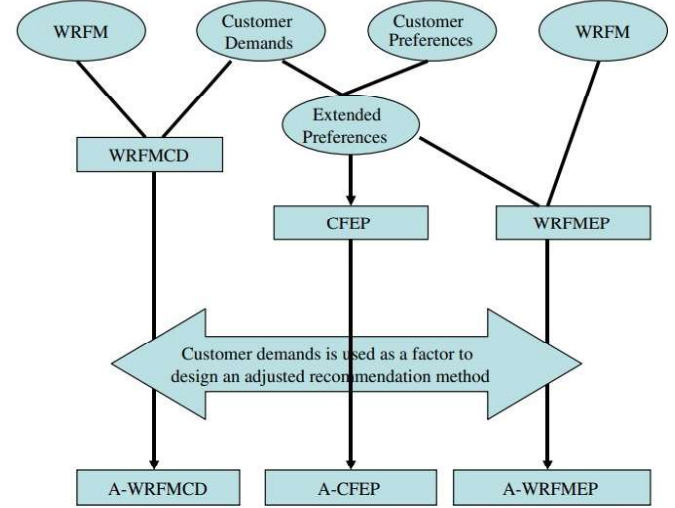 WRFM
Customer
Demands
Customer
Preferences
WRFM
Extended
Preferences
WRFMCD
CFEP
WRFMEP
Customer demands is used as a factor to
design an adjusted recommendation method
A-WRFMCD
A-CFEP
A-WRFMEP